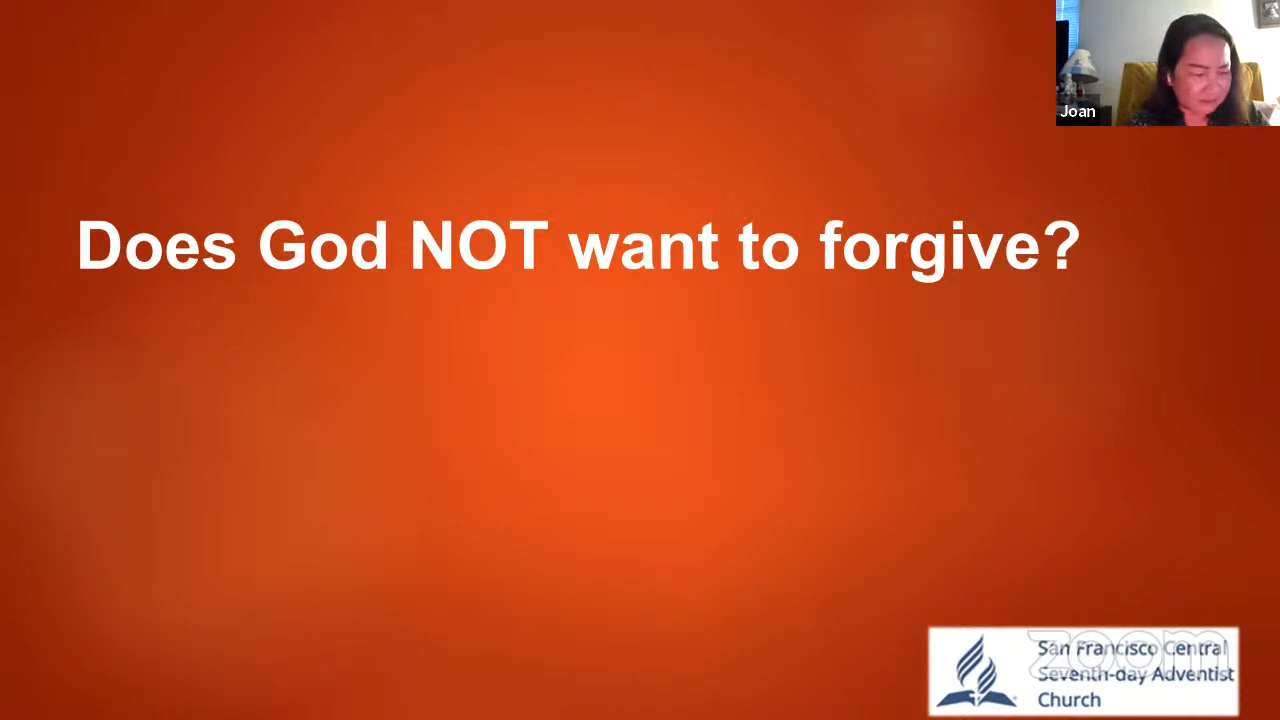 Joan
Does God NOT want to forgive?
zoom
San Francisco Central
Seventh-day Adventist
Church